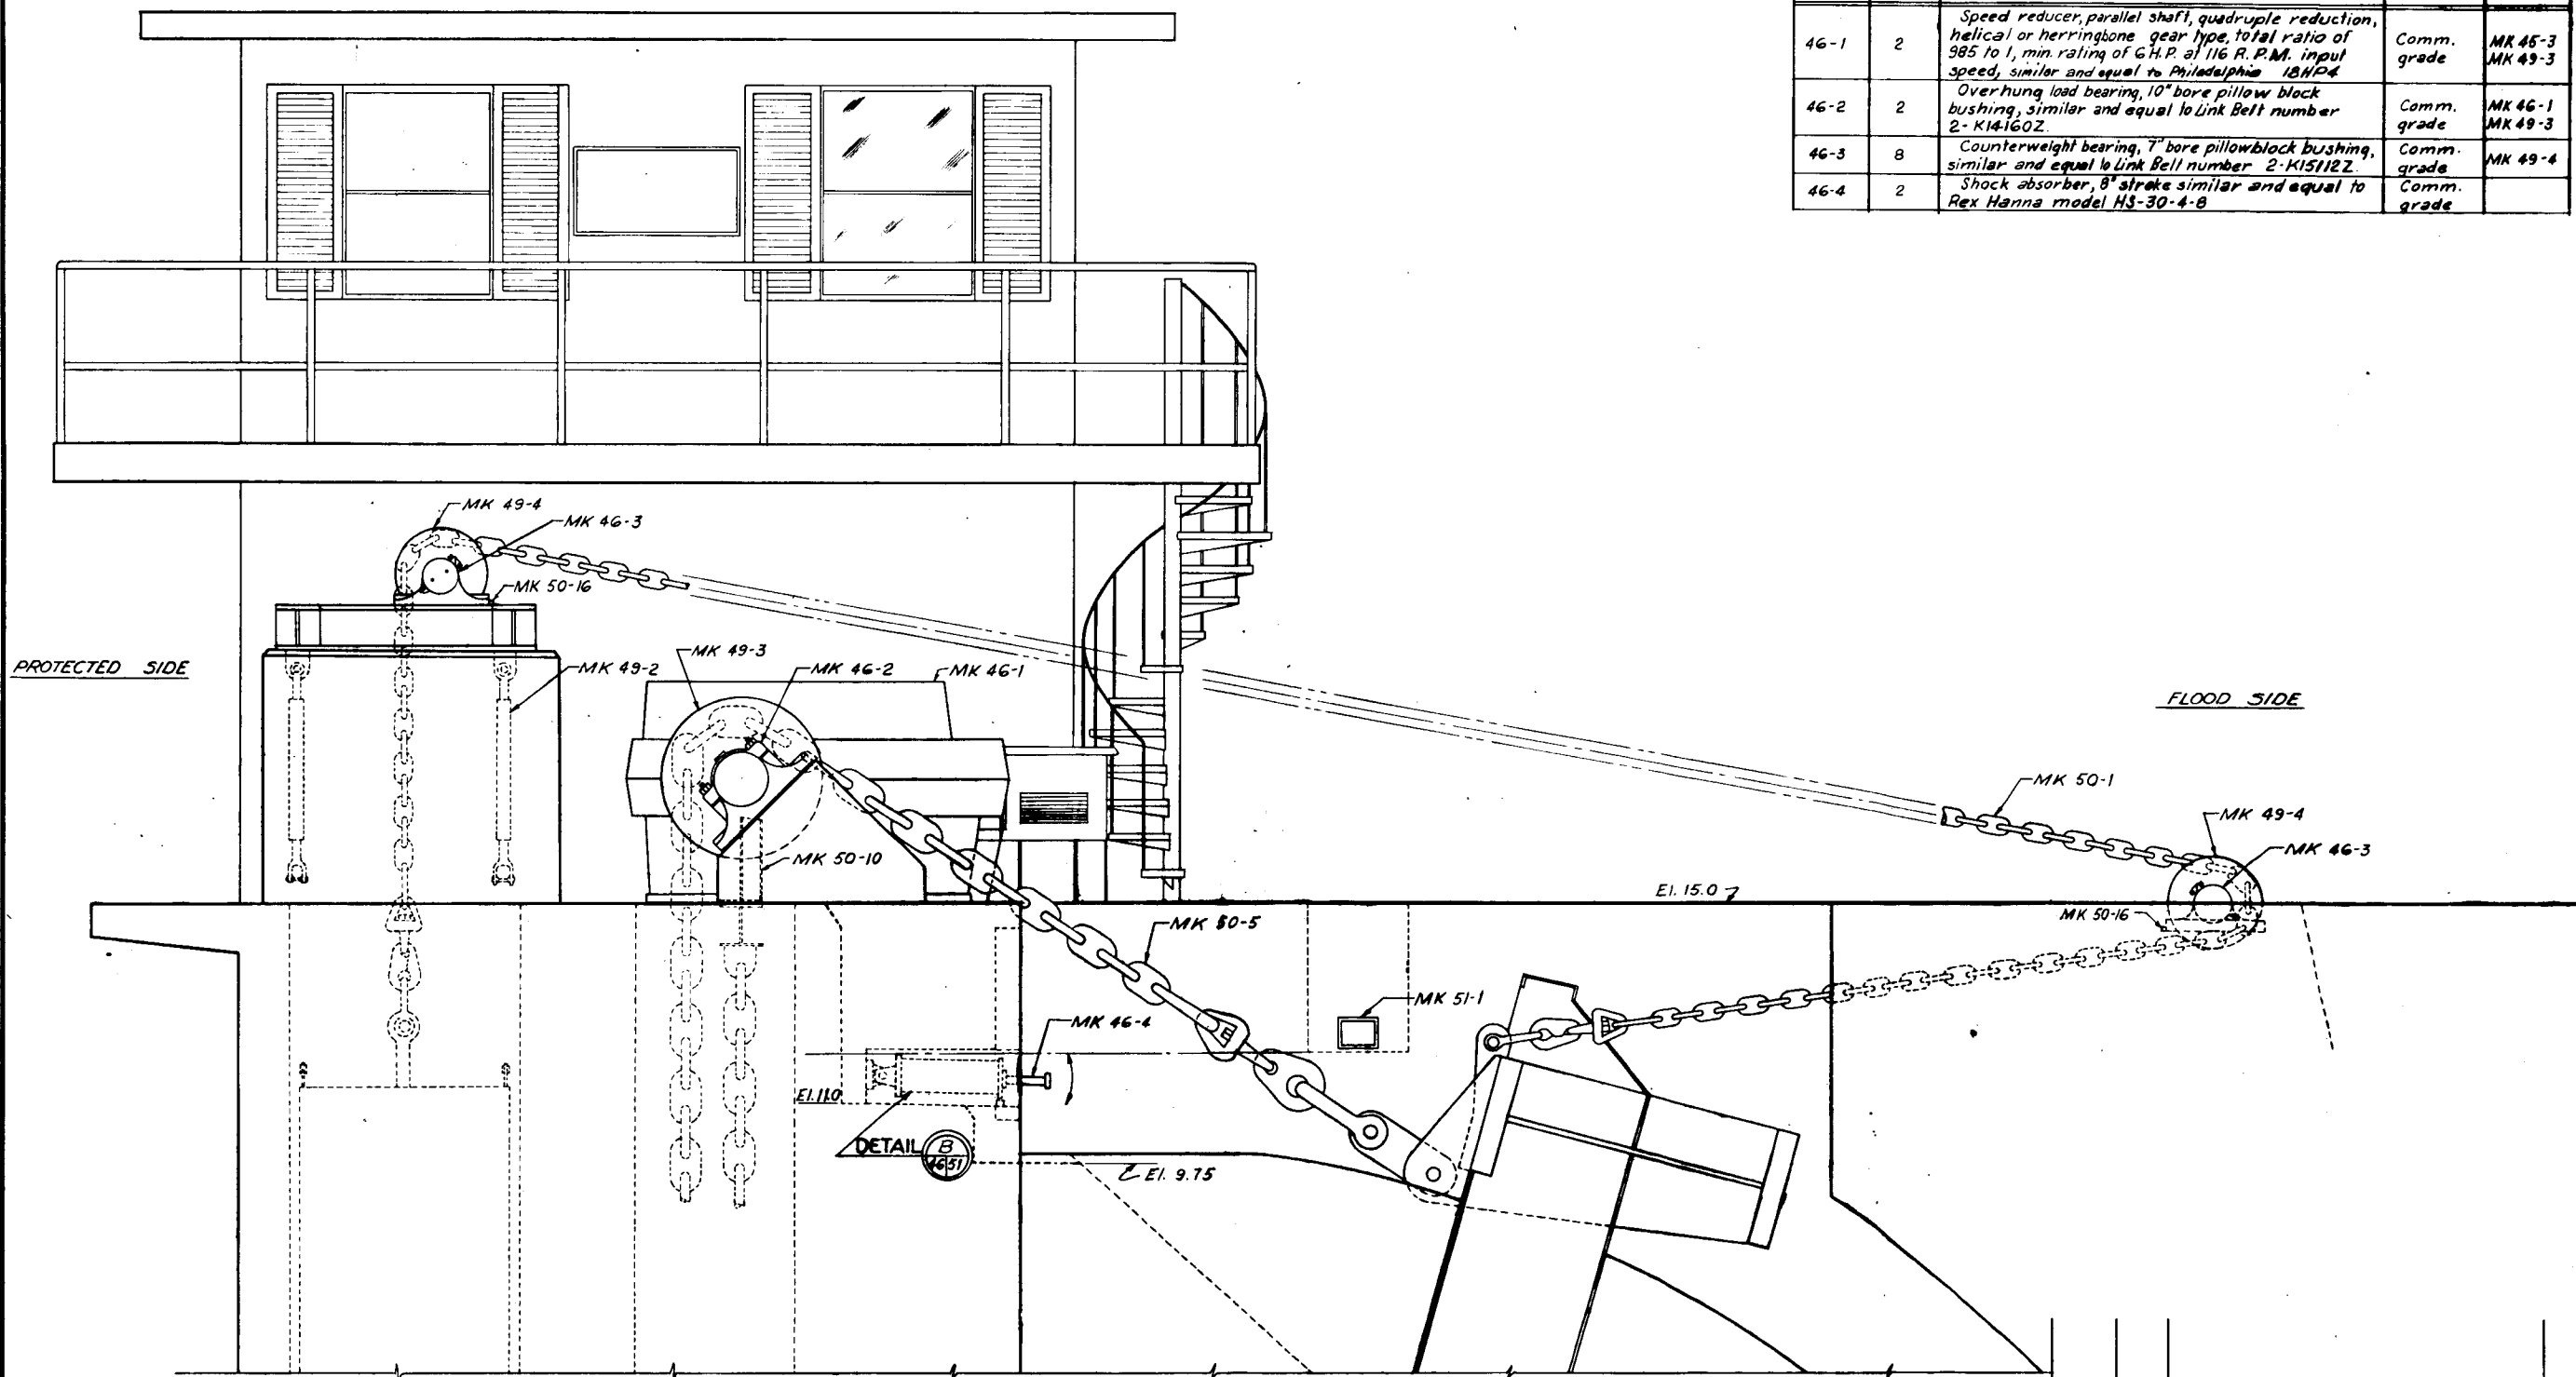 46-1 2 Speed reducer, parallel shaft, quadruple reduction, helical or herringbone gear type, total ratio of 985 to 1, min. rating of 6 H.P. at 116 R.P.M. input speed, similar and equal to Philadelphia 18HP4 Comm. grade MK 45-3 MK 49-3
46-2 2 Overhung load bearing, 10" bore pillow block bushing, similar and equal to Link Belt number 2-K14160Z. Comm. grade MK 46-1 MK 49-3
46-3 8 Counterweight bearing, 7" bore pillowblock bushing, similar and equal to Link Belt number 2-K15112Z. Comm. grade MK 49-4
46-4 2 Shock absorber, 8" stroke similar and equal to Rex Hanna model HS-30-4-8 Comm. grade
MK 49-4
MK 46-3
MK 50-16
PROTECTED SIDE
MK 49-2
MK 49-3
MK 46-2
MK 46-1
FLOOD SIDE
MK 50-1
MK 49-4
MK 46-3
MK 50-10
El. 15.0
MK 50-16
MK 50-5
MK 51-1
MK 46-4
El. 11.0
DETAIL B
46 51
El. 9.75